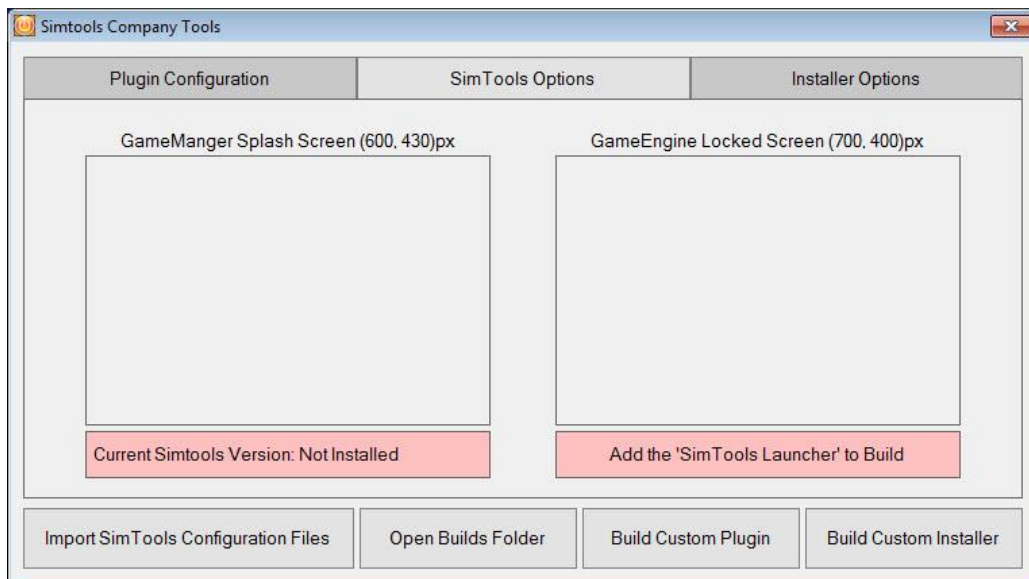 Simtools Company Tools
Plugin Configuration
SimTools Options
Installer Options
GameManger Splash Screen (600, 430)px
GameEngine Locked Screen (700, 400)px
Current Simtools Version: Not Installed
Add the 'SimTools Launcher' to Build
Import SimTools Configuration Files
Open Builds Folder
Build Custom Plugin
Build Custom Installer